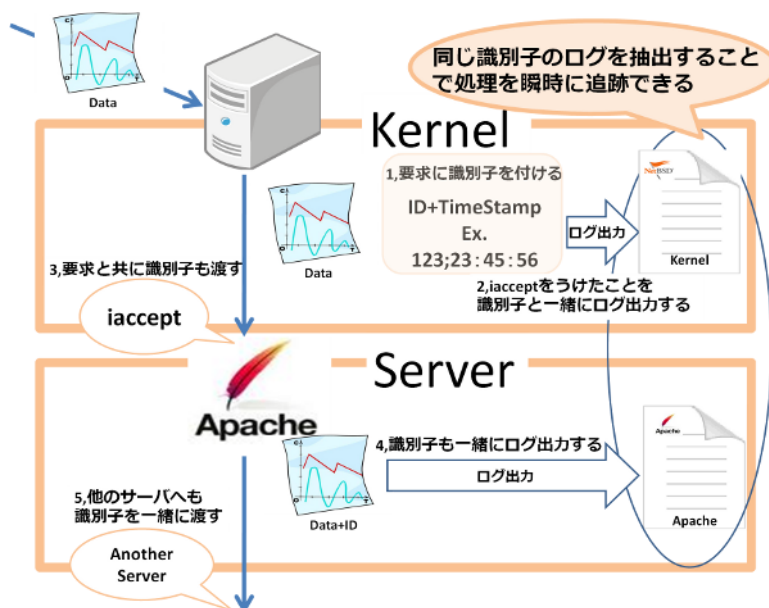 Data
同じ識別子のログを抽出すること
で処理を瞬時に追跡できる
Kernel
1,要求に識別子を付ける
ID+TimeStamp
Ex.
123;23：45：56
ログ出力
NetBSD
Kernel
Data
3,要求と共に識別子も渡す
iaccept
2,iacceptをうけたことを
識別子と一緒にログ出力する
Server
Apache
4,識別子も一緒にログ出力する
ログ出力
Data+ID
Apache
Apache
5,他のサーバへも
識別子を一緒に渡す
Another
Server